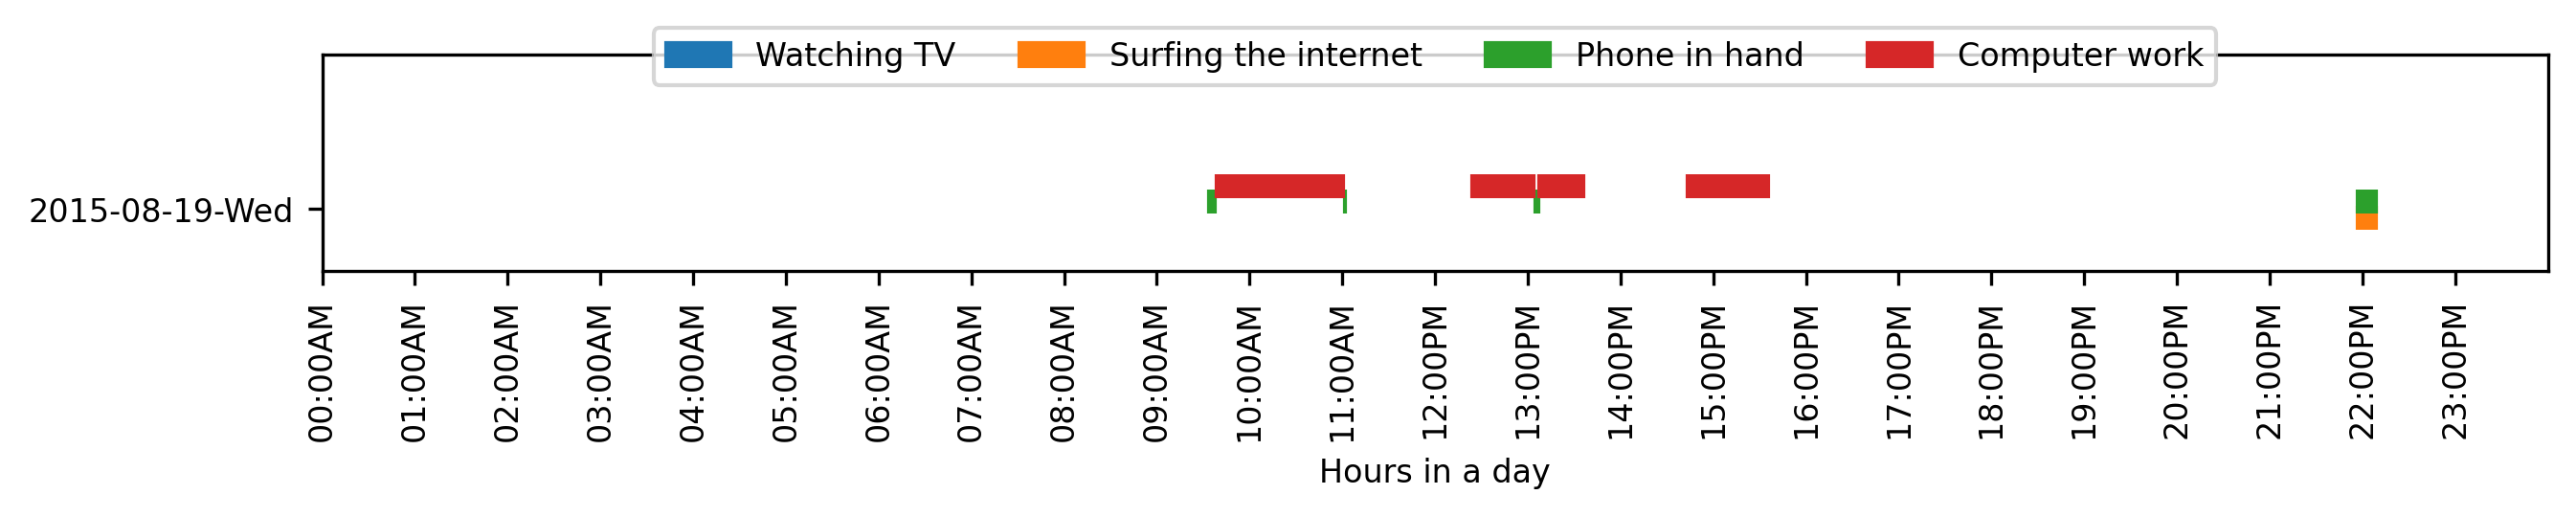 Watching TV Surfing the internet Phone in hand Computer work
2015-08-19-Wed
00:00AM 01:00AM 02:00AM 03:00AM 04:00AM 05:00AM 06:00AM 07:00AM 08:00AM 09:00AM 10:00AM 11:00AM 12:00PM 13:00PM 14:00PM 15:00PM 16:00PM 17:00PM 18:00PM 19:00PM 20:00PM 21:00PM 22:00PM 23:00PM
Hours in a day